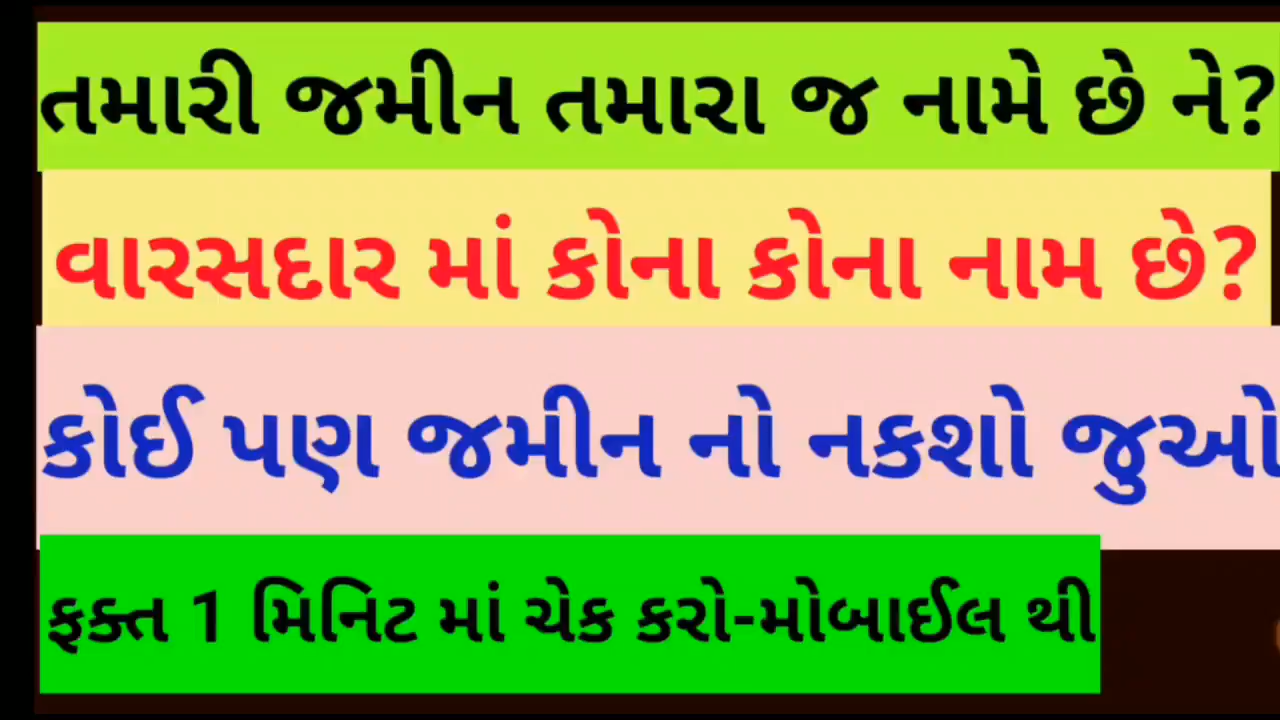 તમારી જમીન તમારા જ નામે છે ને?
વારસદાર માં કોના કોના નામ છે?
કોઈ પણ જમીન નો નકશો જુઓ
ફક્ત 1 મિનિટ માં ચેક કરો-મોબાઈલ થી